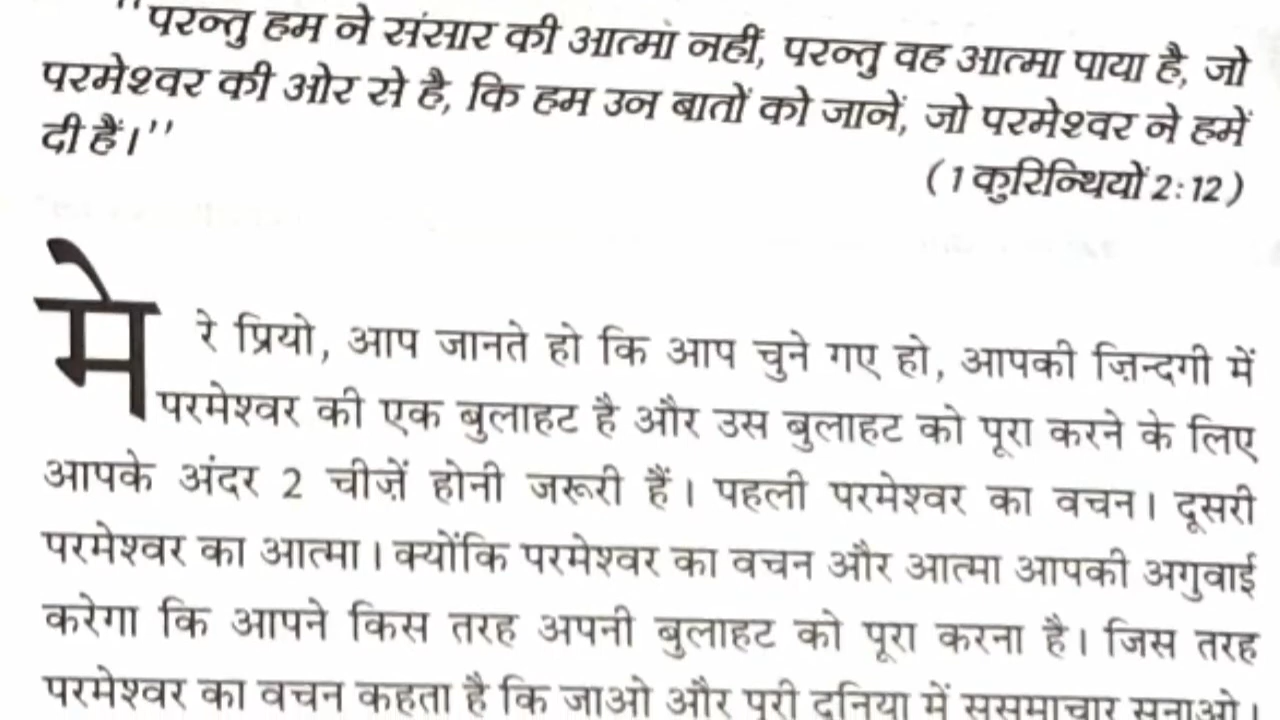 "परन्तु हम ने संसार की आत्मा नहीं, परन्तु वह आत्मा पाया है, जो
परमेश्वर की ओर से है, कि हम उन बातों को जानें, जो परमेश्वर ने हमें
दी हैं।"
(1 कुरिन्थियों 2:12)
मेरे प्रियो, आप जानते हो कि आप चुने गए हो, आपकी ज़िन्दगी में
परमेश्वर की एक बुलाहट है और उस बुलाहट को पूरा करने के लिए
आपके अंदर 2 चीज़ें होनी जरूरी हैं। पहली परमेश्वर का वचन। दूसरी
परमेश्वर का आत्मा। क्योंकि परमेश्वर का वचन और आत्मा आपकी अगुवाई
करेगा कि आपने किस तरह अपनी बुलाहट को पूरा करना है। जिस तरह
परमेश्वर का वचन कहता है कि जाओ और पूरी दुनिया में सुसमाचार सुनाओ।